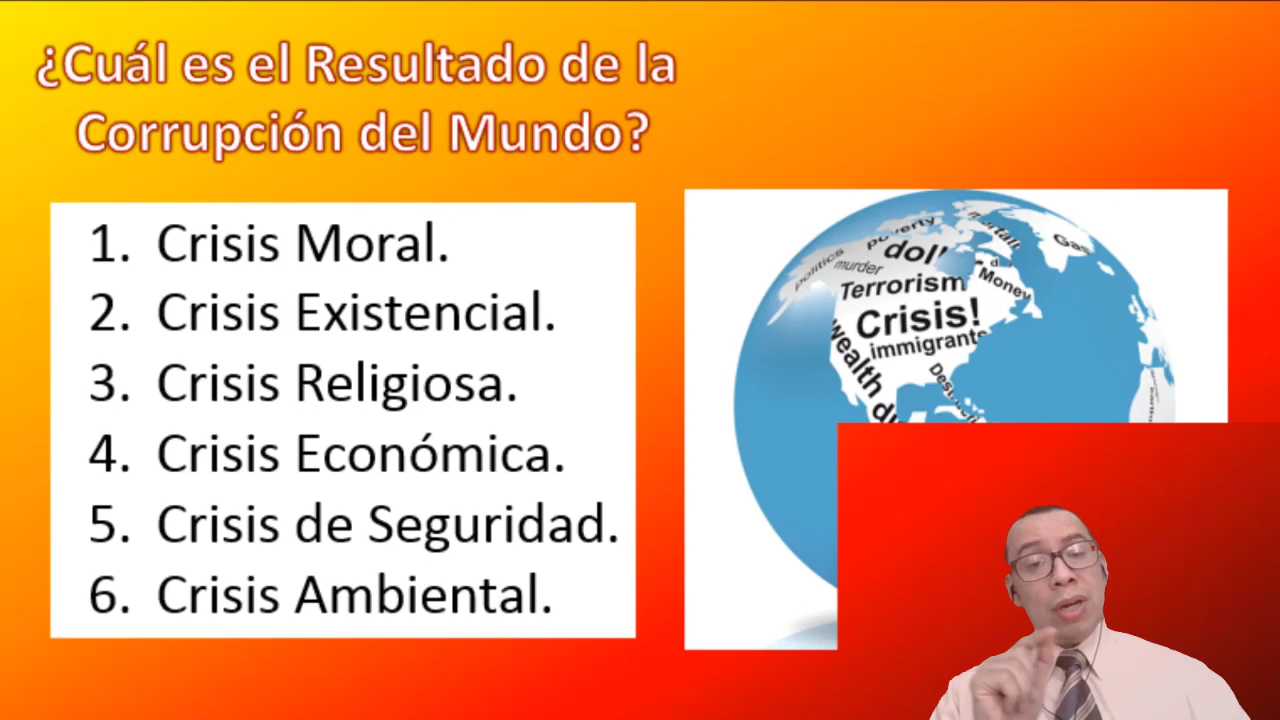 ¿Cuál es el Resultado de la
Corrupción del Mundo?
1. Crisis Moral.
2. Crisis Existencial.
3. Crisis Religiosa.
4. Crisis Económica.
5. Crisis de Seguridad.
6. Crisis Ambiental.
politics
poverty
murder
Gas
Money
Terrorism
Crisis!
immigrants
wealth